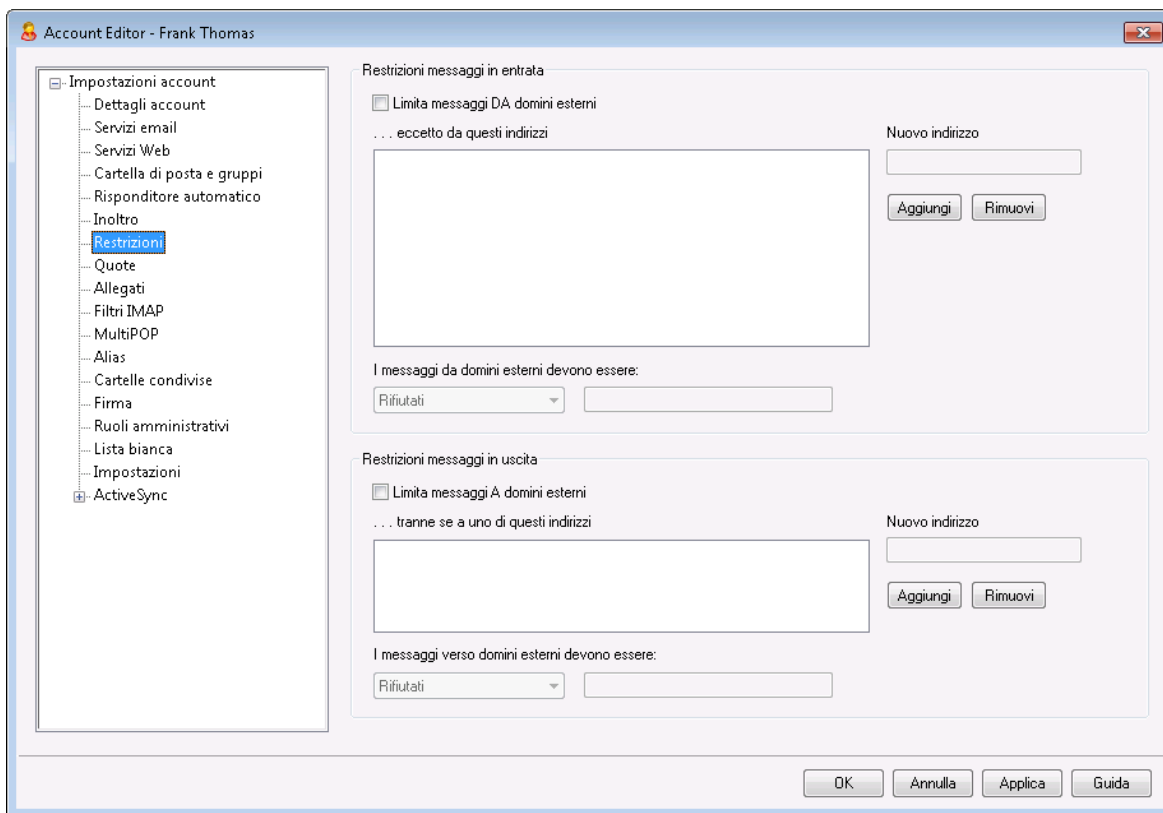 Account Editor - Frank Thomas
Impostazioni account
Dettagli account
Servizi email
Servizi Web
Cartella di posta e gruppi
Risponditore automatico
Inoltro
Restrizioni
Quote
Allegati
Filtri IMAP
MultiPOP
Alias
Cartelle condivise
Firma
Ruoli amministrativi
Lista bianca
Impostazioni
ActiveSync
Restrizioni messaggi in entrata
Limita messaggi DA domini esterni
. . . eccetto da questi indirizzi
Nuovo indirizzo
Aggiungi Rimuovi
I messaggi da domini esterni devono essere:
Rifiutati
Restrizioni messaggi in uscita
Limita messaggi A domini esterni
. . . tranne se a uno di questi indirizzi
Nuovo indirizzo
Aggiungi Rimuovi
I messaggi verso domini esterni devono essere:
Rifiutati
OK Annulla Applica Guida